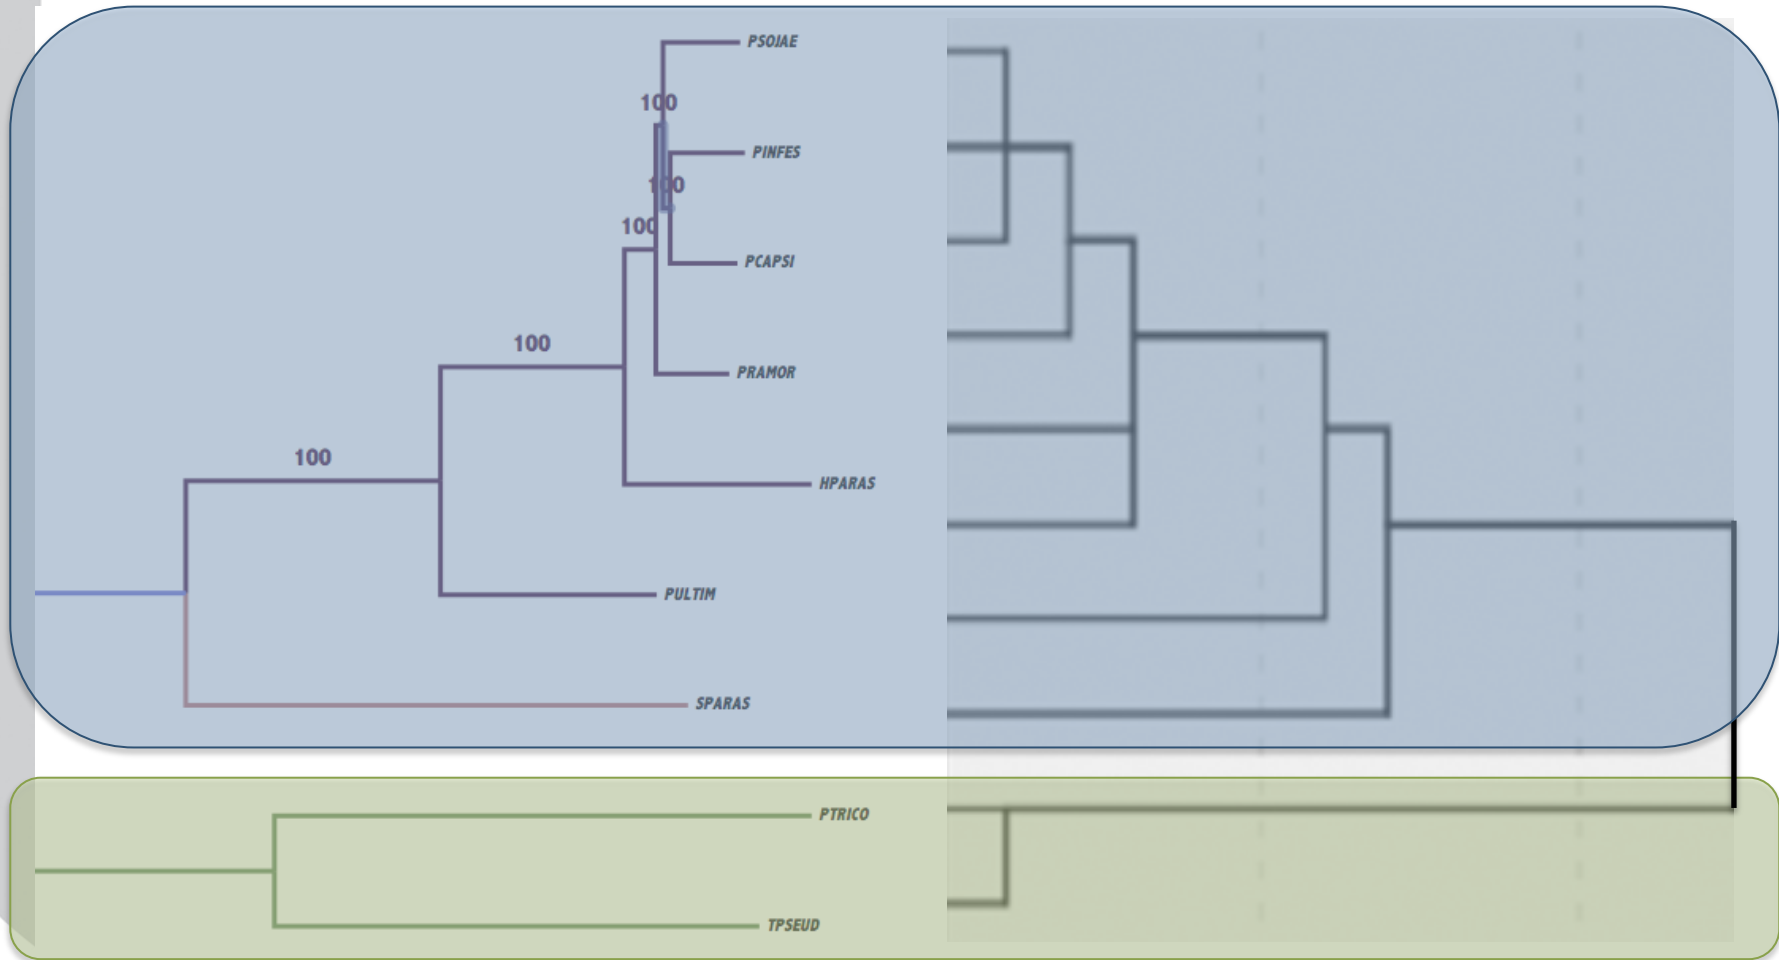 PSOJAE
100
PINFES
100
100
PCAPSI
100
PRAMOR
100
HPARAS
PULTIM
SPARAS
PTRICO
TPSEUD